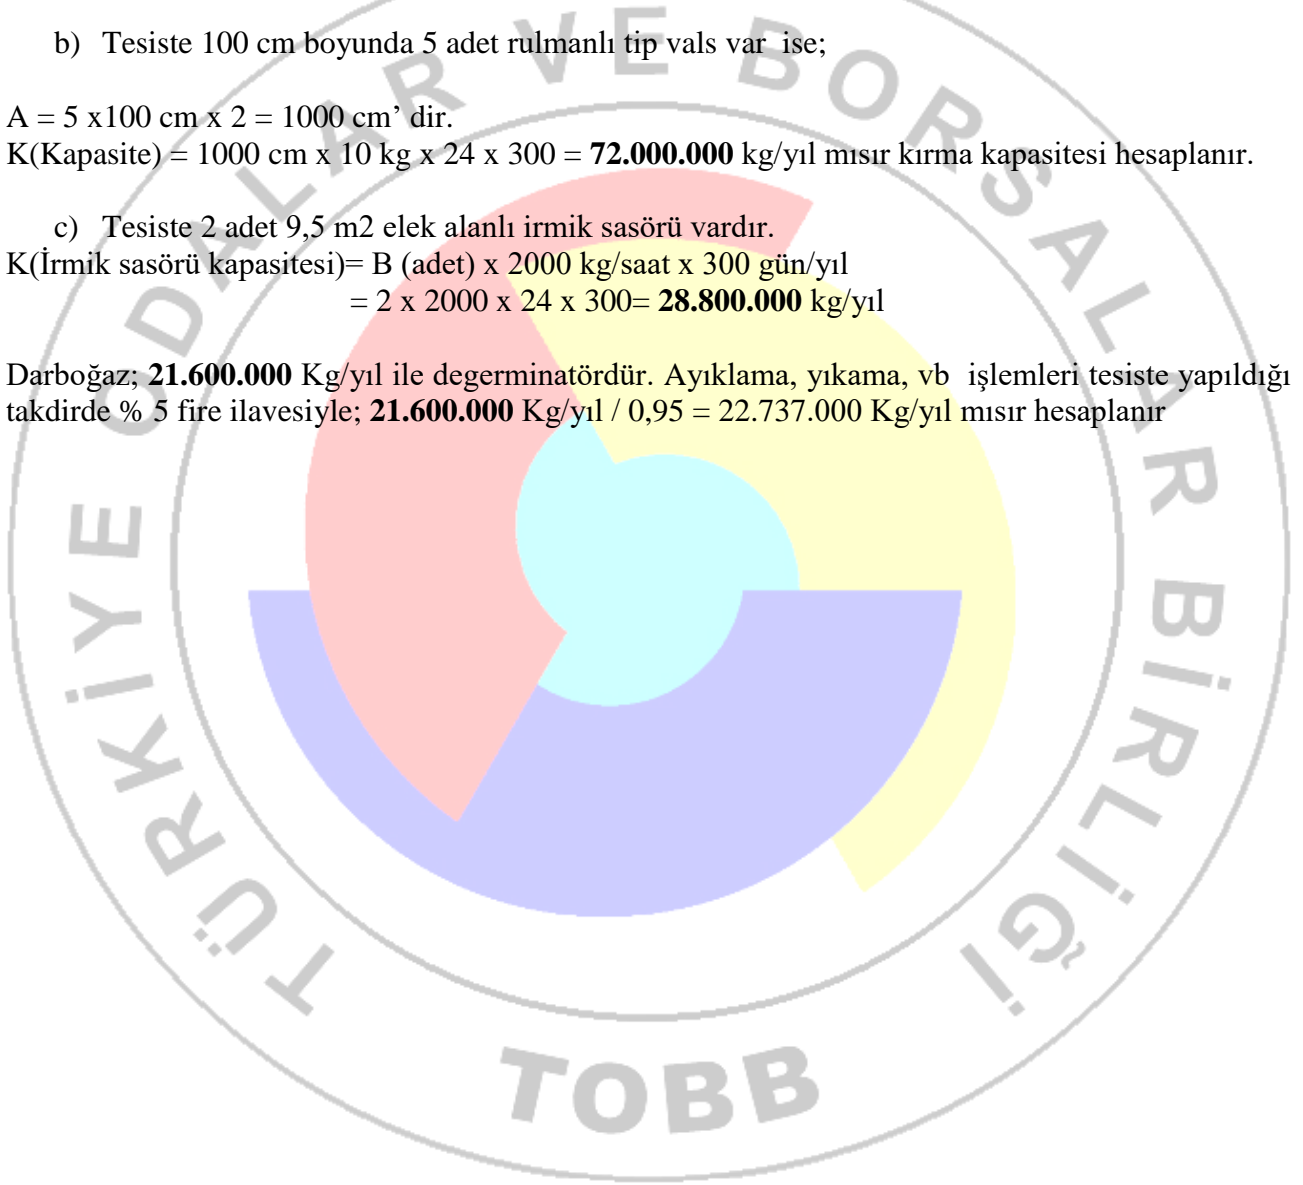 b) Tesiste 100 cm boyunda 5 adet rulmanlı tip vals var ise;
A = 5 x100 cm x 2 = 1000 cm’ dir.
K(Kapasite) = 1000 cm x 10 kg x 24 x 300 = 72.000.000 kg/yıl mısır kırma kapasitesi hesaplanır.
c) Tesiste 2 adet 9,5 m2 elek alanlı irmik sasörü vardır.
K(İrmik sasörü kapasitesi)= B (adet) x 2000 kg/saat x 300 gün/yıl
= 2 x 2000 x 24 x 300= 28.800.000 kg/yıl
Darboğaz; 21.600.000 Kg/yıl ile degerminatördür. Ayıklama, yıkama, vb işlemleri tesiste yapıldığı
takdirde % 5 fire ilavesiyle; 21.600.000 Kg/yıl / 0,95 = 22.737.000 Kg/yıl mısır hesaplanır
TÜRKİYE ODALAR VE BORSALAR BİRLİĞİ
TOBB